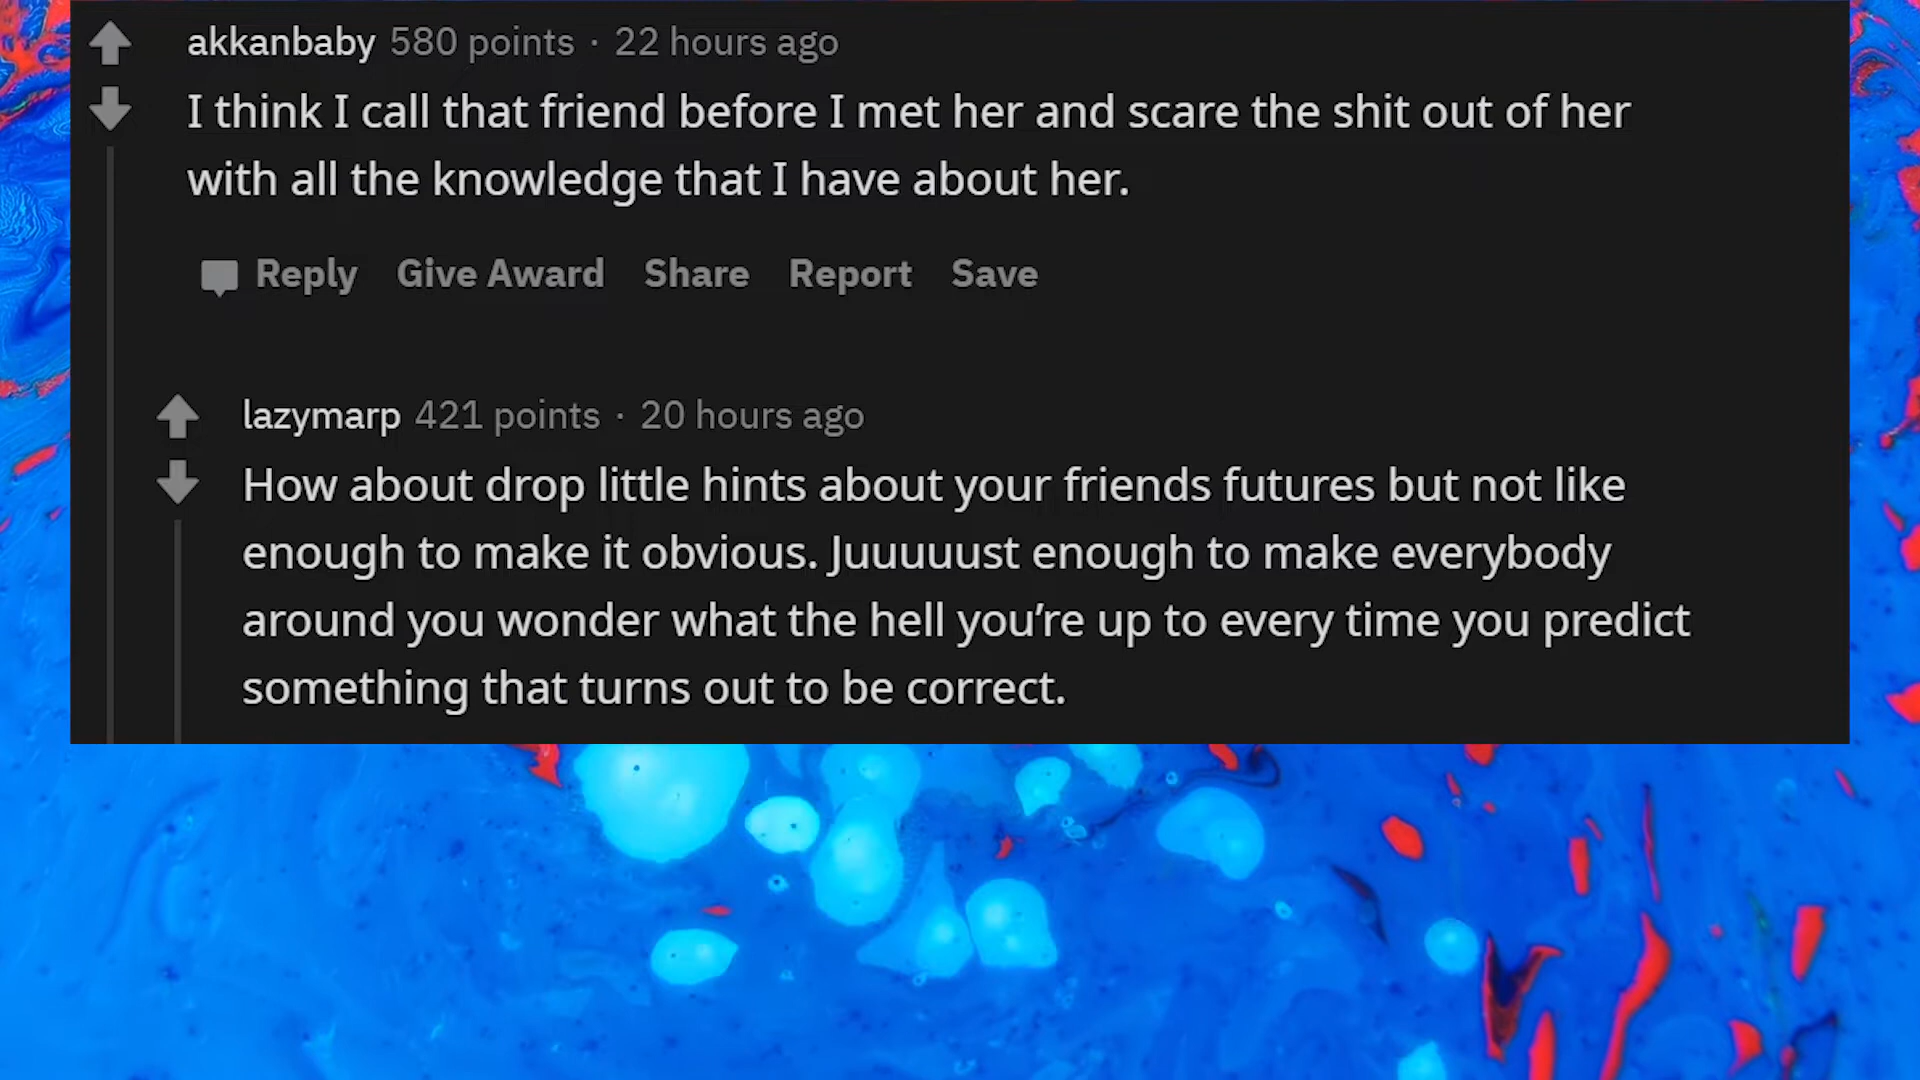 akkanbaby 580 points · 22 hours ago
I think I call that friend before I met her and scare the shit out of her
with all the knowledge that I have about her.
Reply Give Award Share Report Save
lazymarp 421 points · 20 hours ago
How about drop little hints about your friends futures but not like
enough to make it obvious. Juuuuust enough to make everybody
around you wonder what the hell you’re up to every time you predict
something that turns out to be correct.